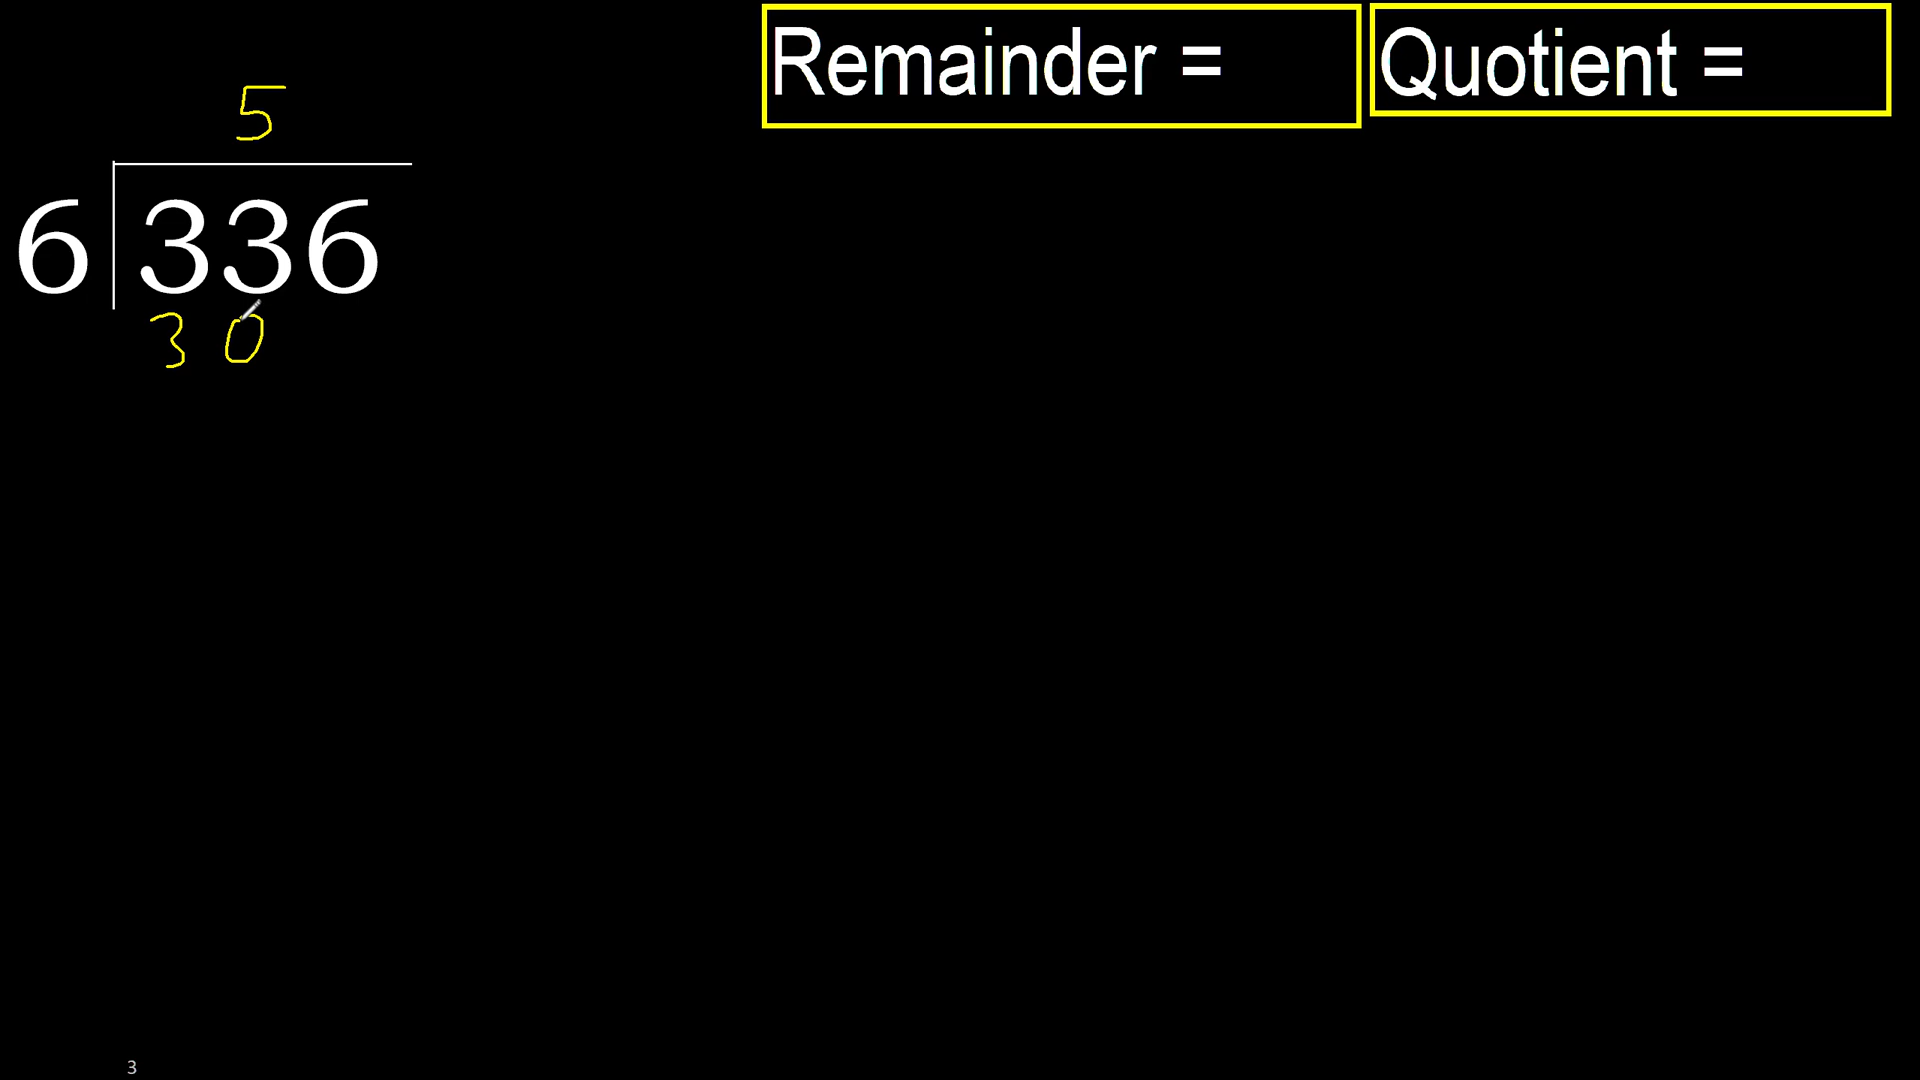 Remainder =
Quotient =
5
6 336
30
3